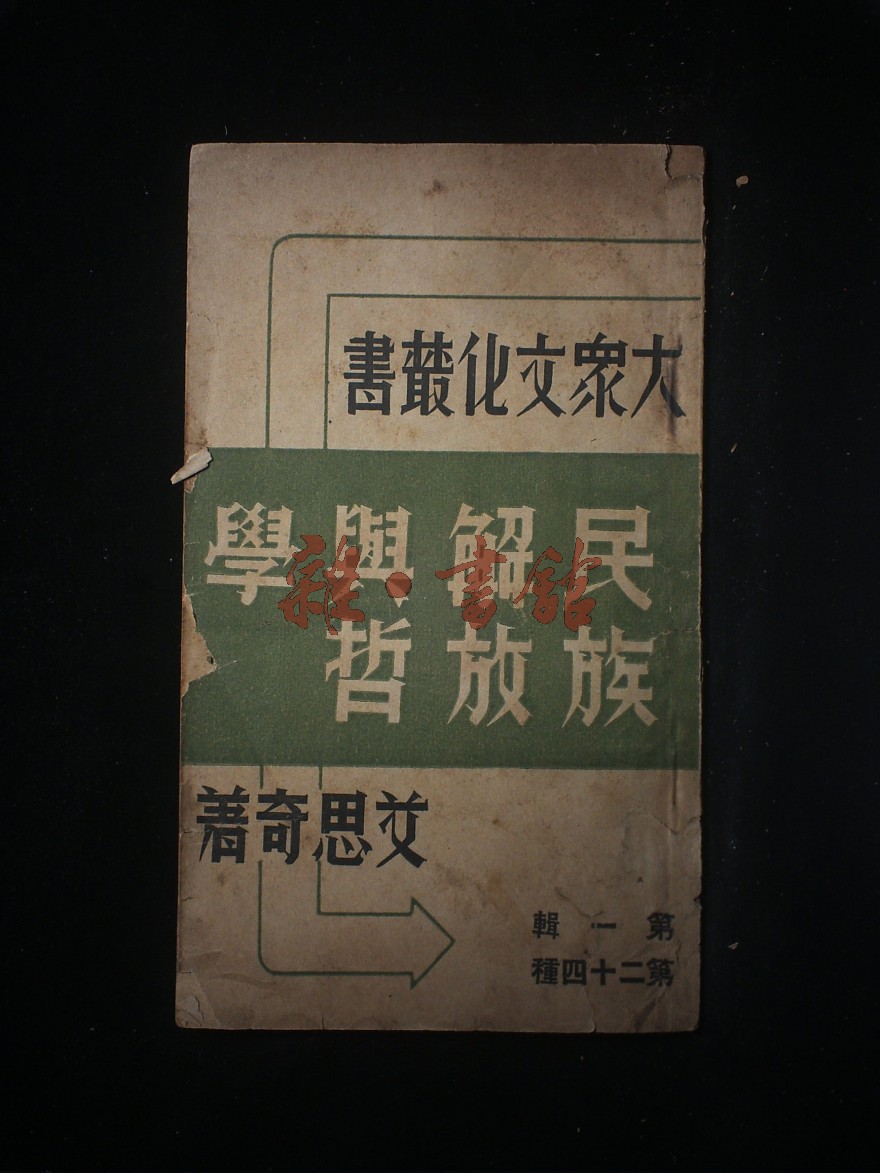 大衆文化叢書
民族解放與哲學
艾思奇著
第一輯
第二十四種
雜·書館